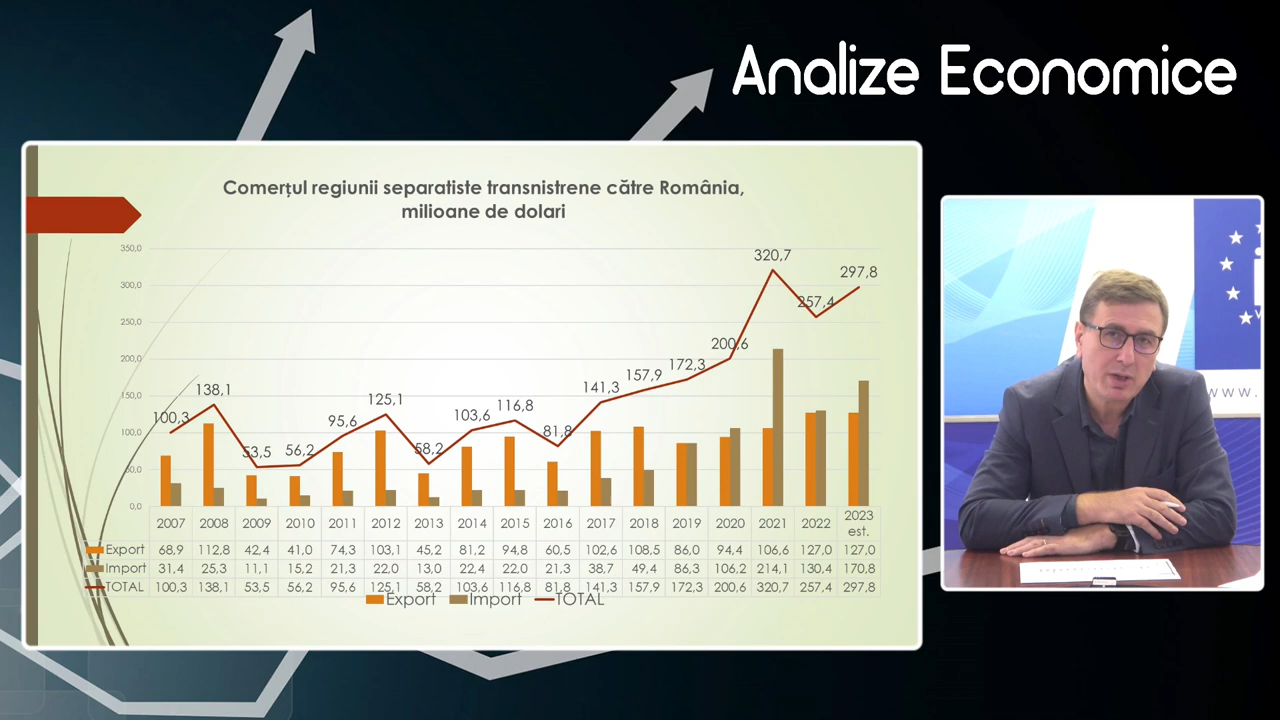 Analize Economice
Comerțul regiunii separatiste transnistrene către România,
milioane de dolari
350,0
300,0
250,0
200,0
150,0
100,0
50,0
0,0
100,3
138,1
53,5
56,2
95,6
125,1
58,2
103,6
116,8
81,8
141,3
157,9
172,3
200,6
320,7
257,4
297,8
2007 2008 2009 2010 2011 2012 2013 2014 2015 2016 2017 2018 2019 2020 2021 2022 2023 est.
Export 68,9 112,8 42,4 41,0 74,3 103,1 45,2 81,2 94,8 60,5 102,6 108,5 86,0 94,4 106,6 127,0 127,0
Import 31,4 25,3 11,1 15,2 21,3 22,0 13,0 22,4 22,0 21,3 38,7 49,4 86,3 106,2 214,1 130,4 170,8
TOTAL 100,3 138,1 53,5 56,2 95,6 125,1 58,2 103,6 116,8 81,8 141,3 157,9 172,3 200,6 320,7 257,4 297,8
Export Import TOTAL
www.